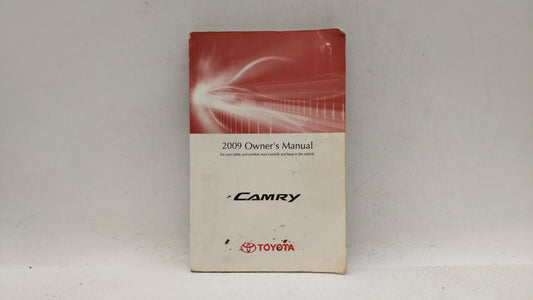 2009 Owner's Manual
For your safety and comfort, read carefully and keep in the vehicle.
CAMRY
TOYOTA